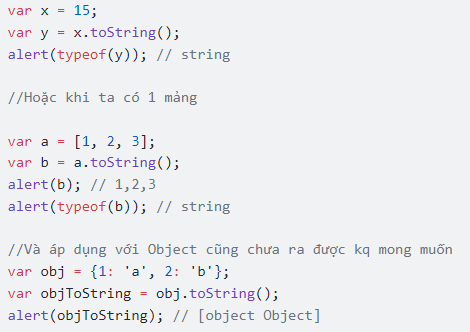 var x = 15;
var y = x.toString();
alert(typeof(y)); // string
//Hoặc khi ta có 1 mảng
var a = [1, 2, 3];
var b = a.toString();
alert(b); // 1,2,3
alert(typeof(b)); // string
//Và áp dụng với Object cũng chưa ra được kq mong muốn
var obj = {1: 'a', 2: 'b'};
var objToString = obj.toString();
alert(objToString); // [object Object]